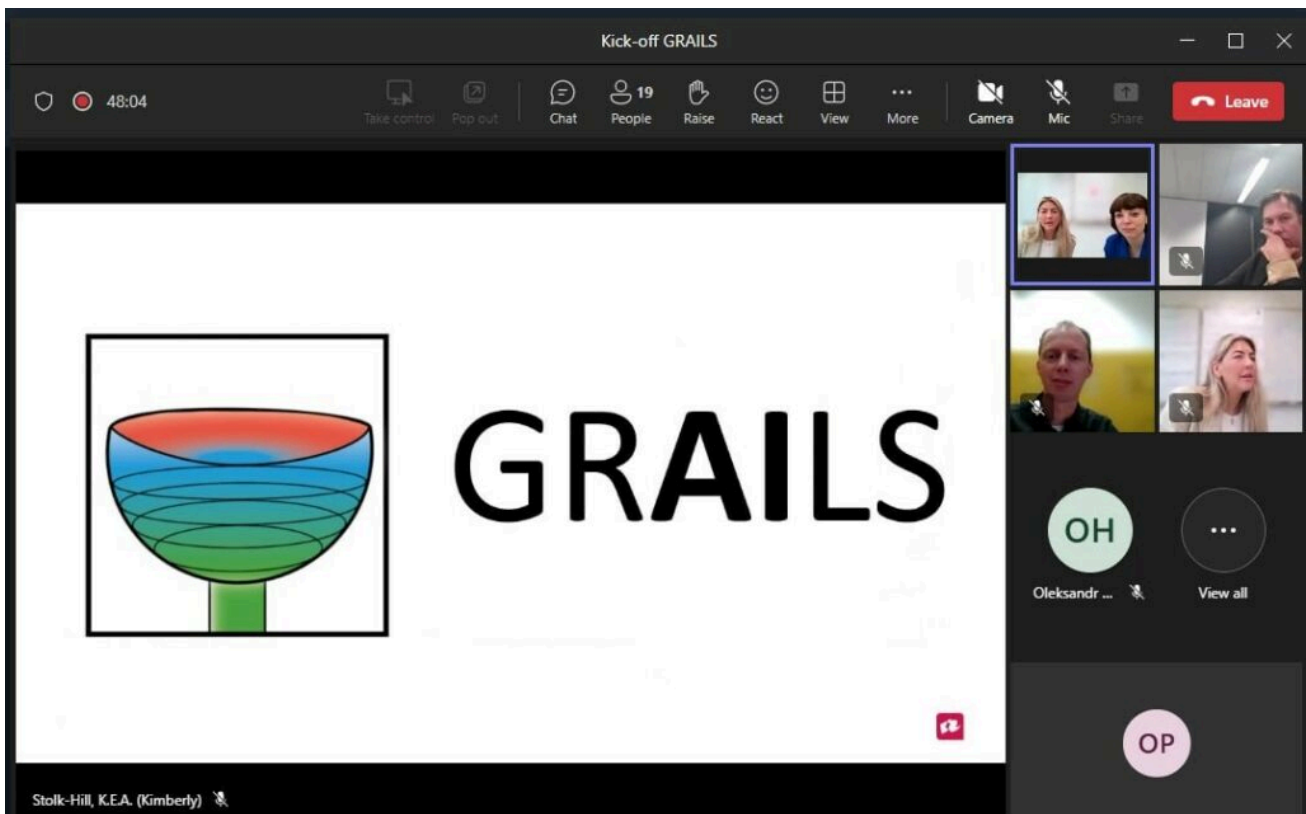 Kick-off GRAILS
48:04
Take control
Pop out
Chat
19
People
Raise
React
View
More
Camera
Mic
Share
Leave
GRAILS
OH
Oleksandr ...
View all
OP
Stolk-Hill, K.E.A. (Kimberly)